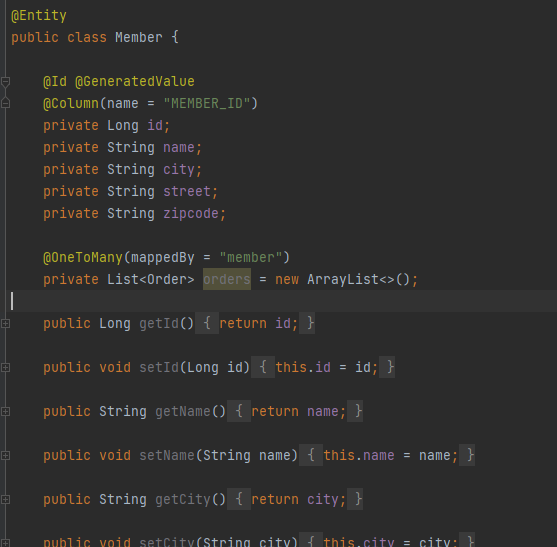 @Entity
public class Member {
@Id @GeneratedValue
@Column(name = "MEMBER_ID")
private Long id;
private String name;
private String city;
private String street;
private String zipcode;
@OneToMany(mappedBy = "member")
private List<Order> orders = new ArrayList<>();
public Long getId() { return id; }
public void setId(Long id) { this.id = id; }
public String getName() { return name; }
public void setName(String name) { this.name = name; }
public String getCity() { return city; }
public void setCity(String city) { this.city = city; }